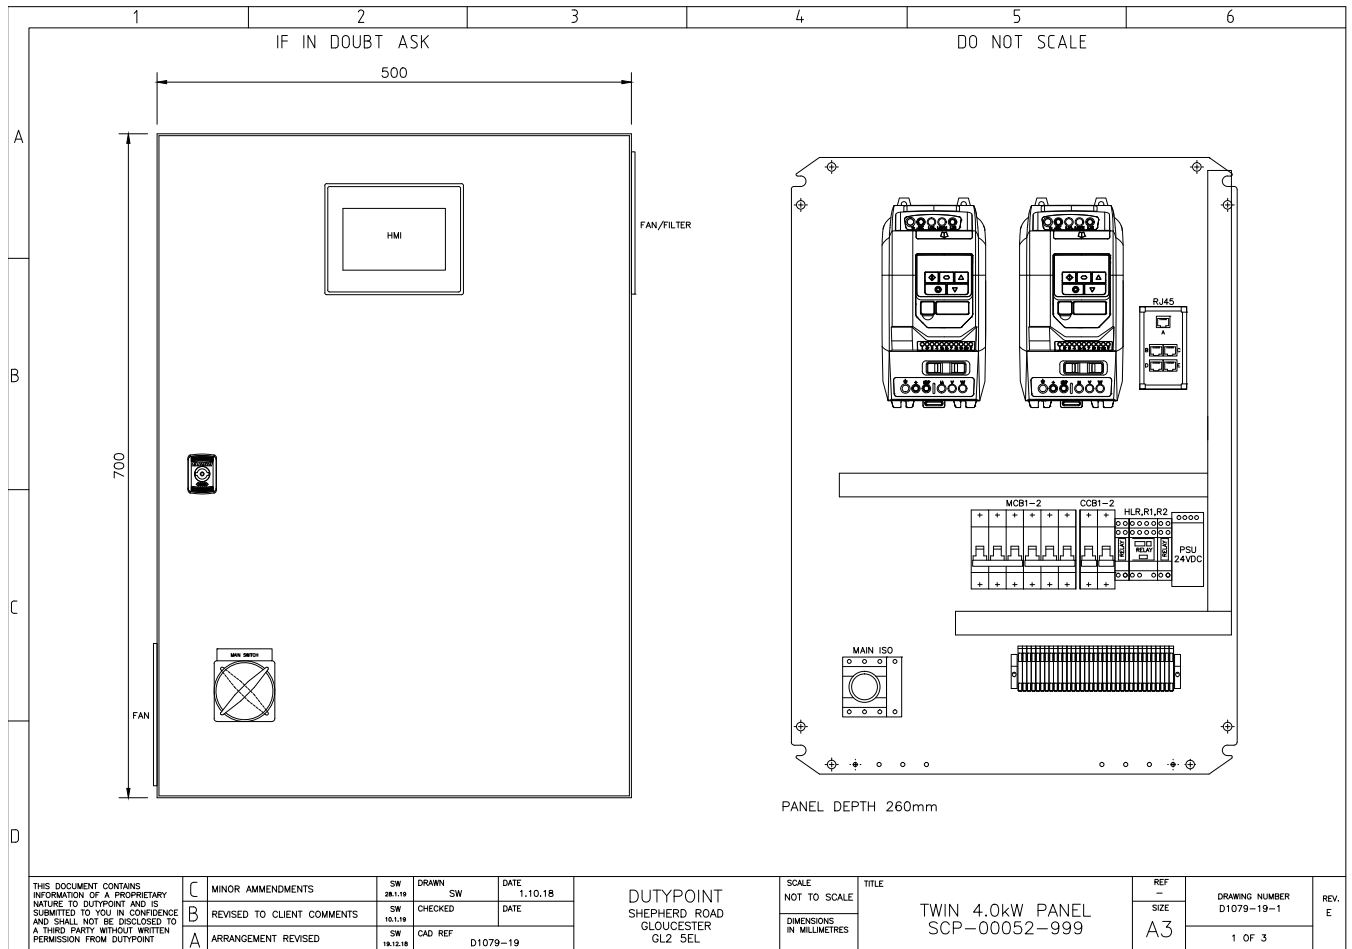 1 2 3 4 5 6
IF IN DOUBT ASK
DO NOT SCALE
500
A
B
C
D
700
HMI
FAN/FILTER
MAIN SWITCH
FAN
RJ45
A
B C
D E
MCB1-2
CCB1-2
HLR,R1,R2
RELAY
RELAY
RELAY
PSU
24VDC
MAIN ISO
PANEL DEPTH 260mm
THIS DOCUMENT CONTAINS
INFORMATION OF A PROPRIETARY
NATURE TO DUTYPOINT AND IS
SUBMITTED TO YOU IN CONFIDENCE
AND SHALL NOT BE DISCLOSED TO
A THIRD PARTY WITHOUT WRITTEN
PERMISSION FROM DUTYPOINT
C MINOR AMMENDMENTS SW 28.1.19
B REVISED TO CLIENT COMMENTS SW 10.1.19
A ARRANGEMENT REVISED SW 19.12.18
DRAWN SW
DATE 1.10.18
CHECKED
DATE
CAD REF D1079-19
DUTYPOINT
SHEPHERD ROAD
GLOUCESTER
GL2 5EL
SCALE
NOT TO SCALE
DIMENSIONS
IN MILLIMETRES
TITLE
TWIN 4.0kW PANEL
SCP-00052-999
REF
-
SIZE
A3
DRAWING NUMBER
D1079-19-1
1 OF 3
REV.
E